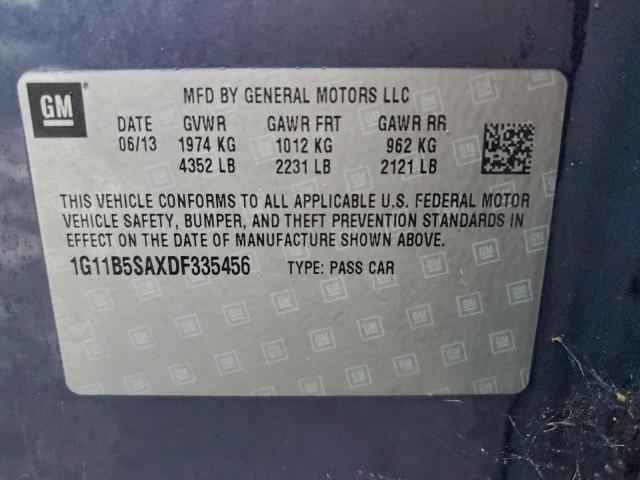 GM ®
MFD BY GENERAL MOTORS LLC
DATE GVWR GAWR FRT GAWR RR
06/13 1974 KG 1012 KG 962 KG
4352 LB 2231 LB 2121 LB
THIS VEHICLE CONFORMS TO ALL APPLICABLE U.S. FEDERAL MOTOR
VEHICLE SAFETY, BUMPER, AND THEFT PREVENTION STANDARDS IN
EFFECT ON THE DATE OF MANUFACTURE SHOWN ABOVE.
1G11B5SAXDF335456 TYPE: PASS CAR